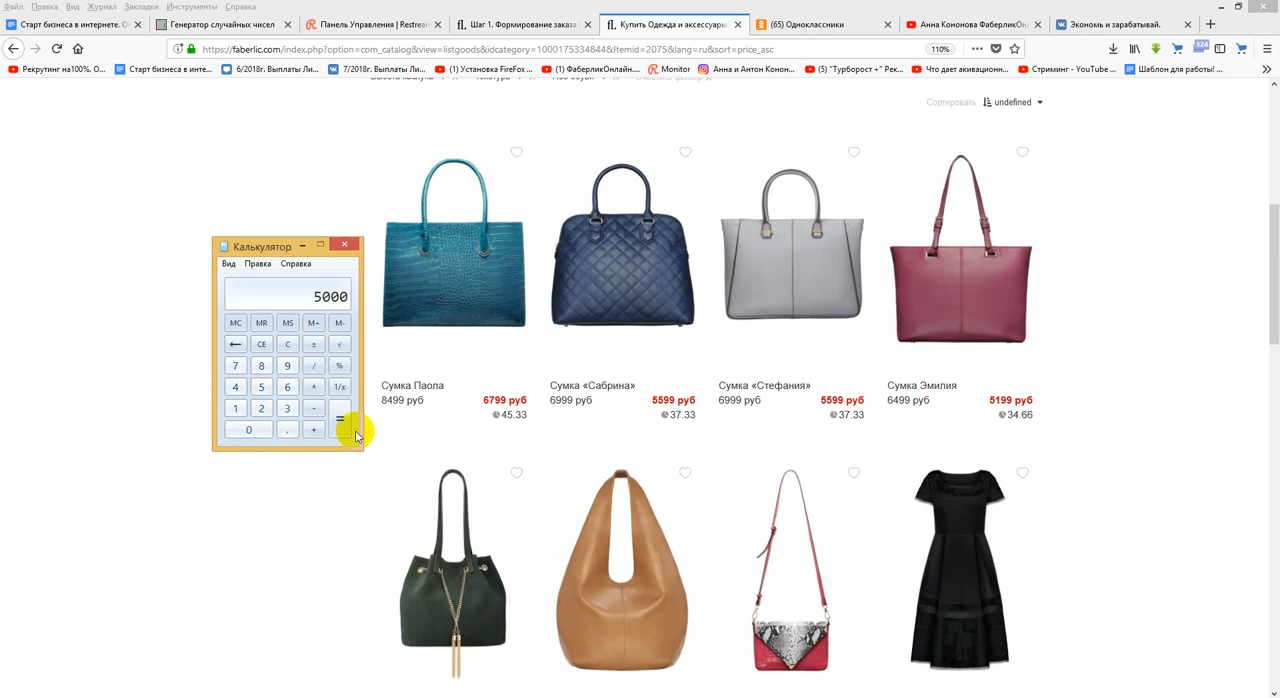 Файл Правка Вид Журнал Закладки Инструменты Справка
Старт бизнеса в интернете. О
Генератор случайных чисел
Панель Управления | Restrea
Шаг 1. Формирование заказа
Купить Одежда и аксессуары
(65) Одноклассники
Анна Кононова ФаберликОн
Экономь и зарабатывай.
https://faberlic.com/index.php?option=com_catalog&view=listgoods&idcategory=1000175334844&Itemid=2075&lang=ru&sort=price_asc
110%
324
Рекрутинг на100%. О...
Старт бизнеса в инте...
6/2018г. Выплаты Ли...
7/2018г. Выплаты Ли...
(1) Установка FireFox ...
(1) ФаберликОнлайн....
Monitor
Анна и Антон Конон...
(5) "Турборост +" Рек...
Что дает акивационн...
Стриминг - YouTube ...
Шаблон для работы! ...
Сортировать undefined
Калькулятор
Вид Правка Справка
5000
MC MR MS M+ M-
← CE C ± √
7 8 9 / %
4 5 6 * 1/x
1 2 3 - =
0 . +
Сумка Паола
8499 руб 6799 руб
45.33
Сумка «Сабрина»
6999 руб 5599 руб
37.33
Сумка «Стефания»
6999 руб 5599 руб
37.33
Сумка Эмилия
6499 руб 5199 руб
34.66